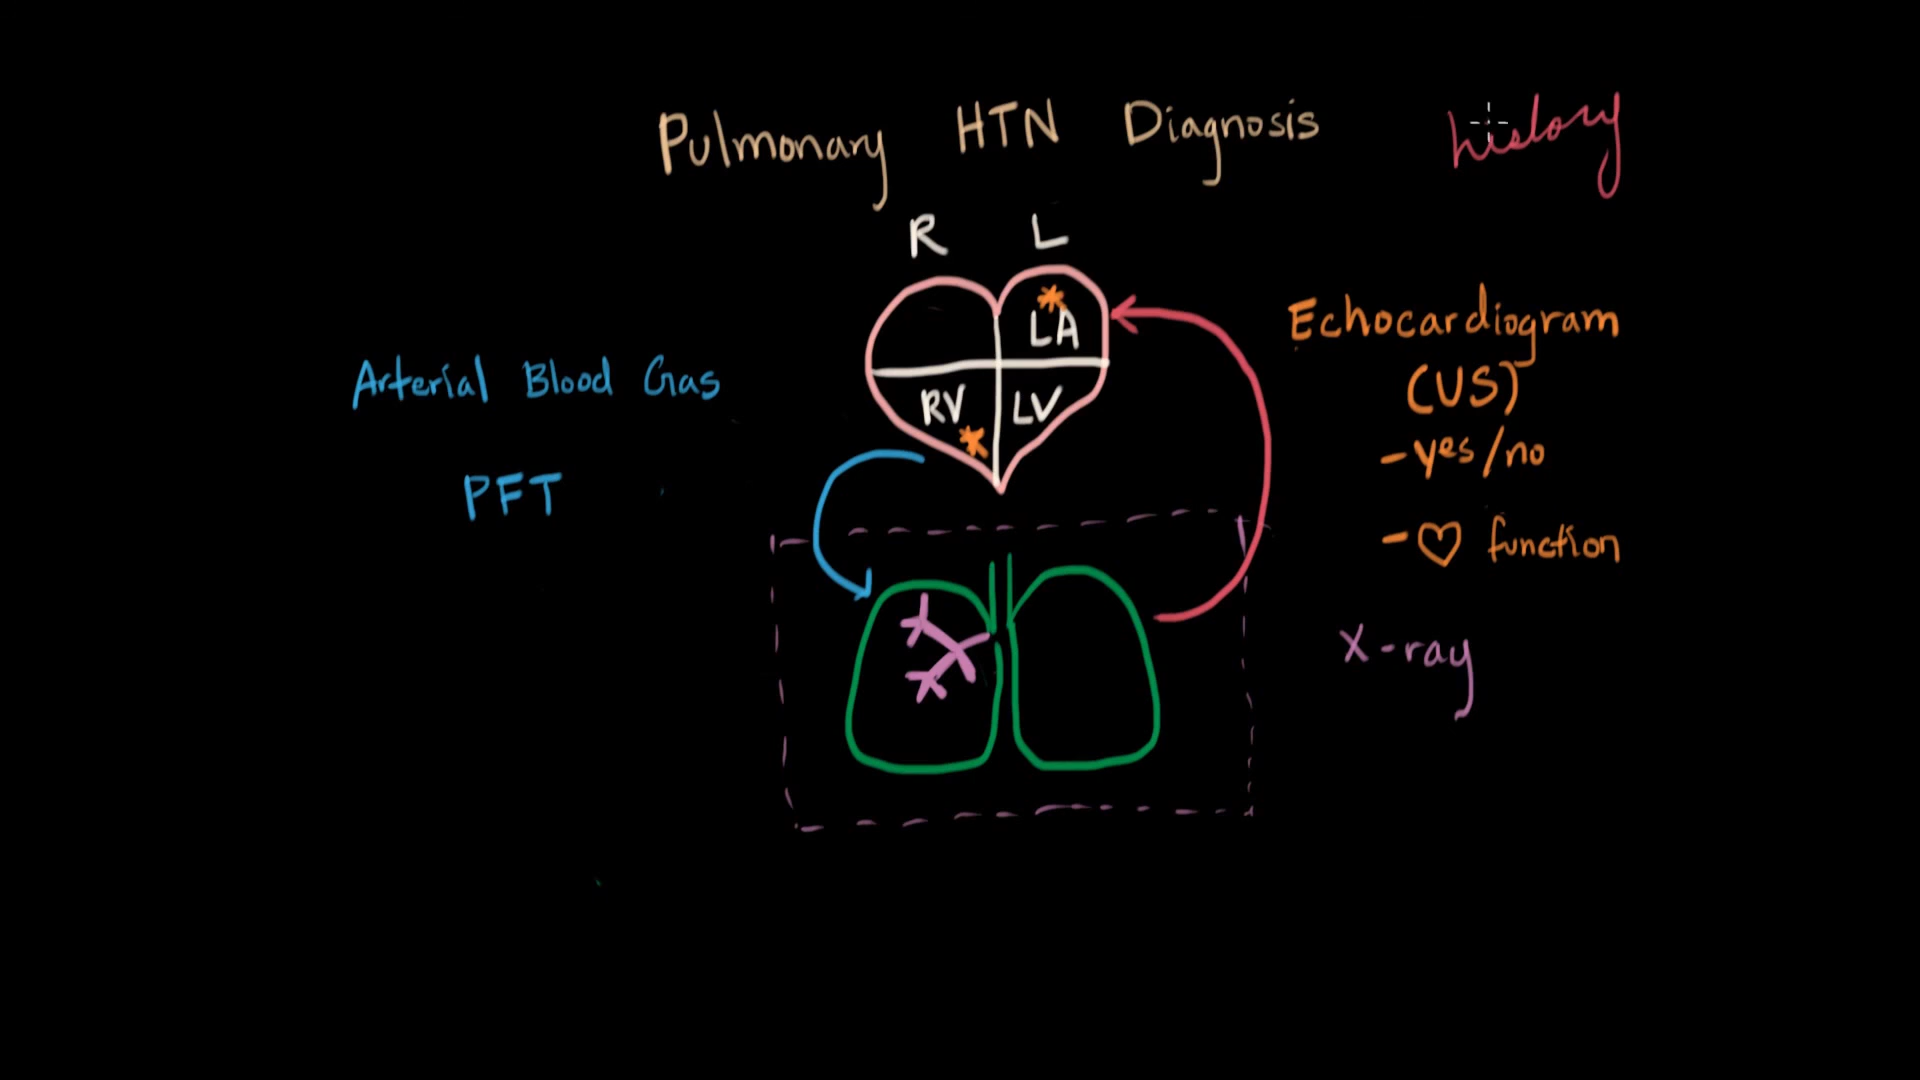 Pulmonary HTN Diagnosis history
R L
LA
RV LV
Arterial Blood Gas
PFT
Echocardiogram
(US)
- yes/no
- ♡ function
X-ray